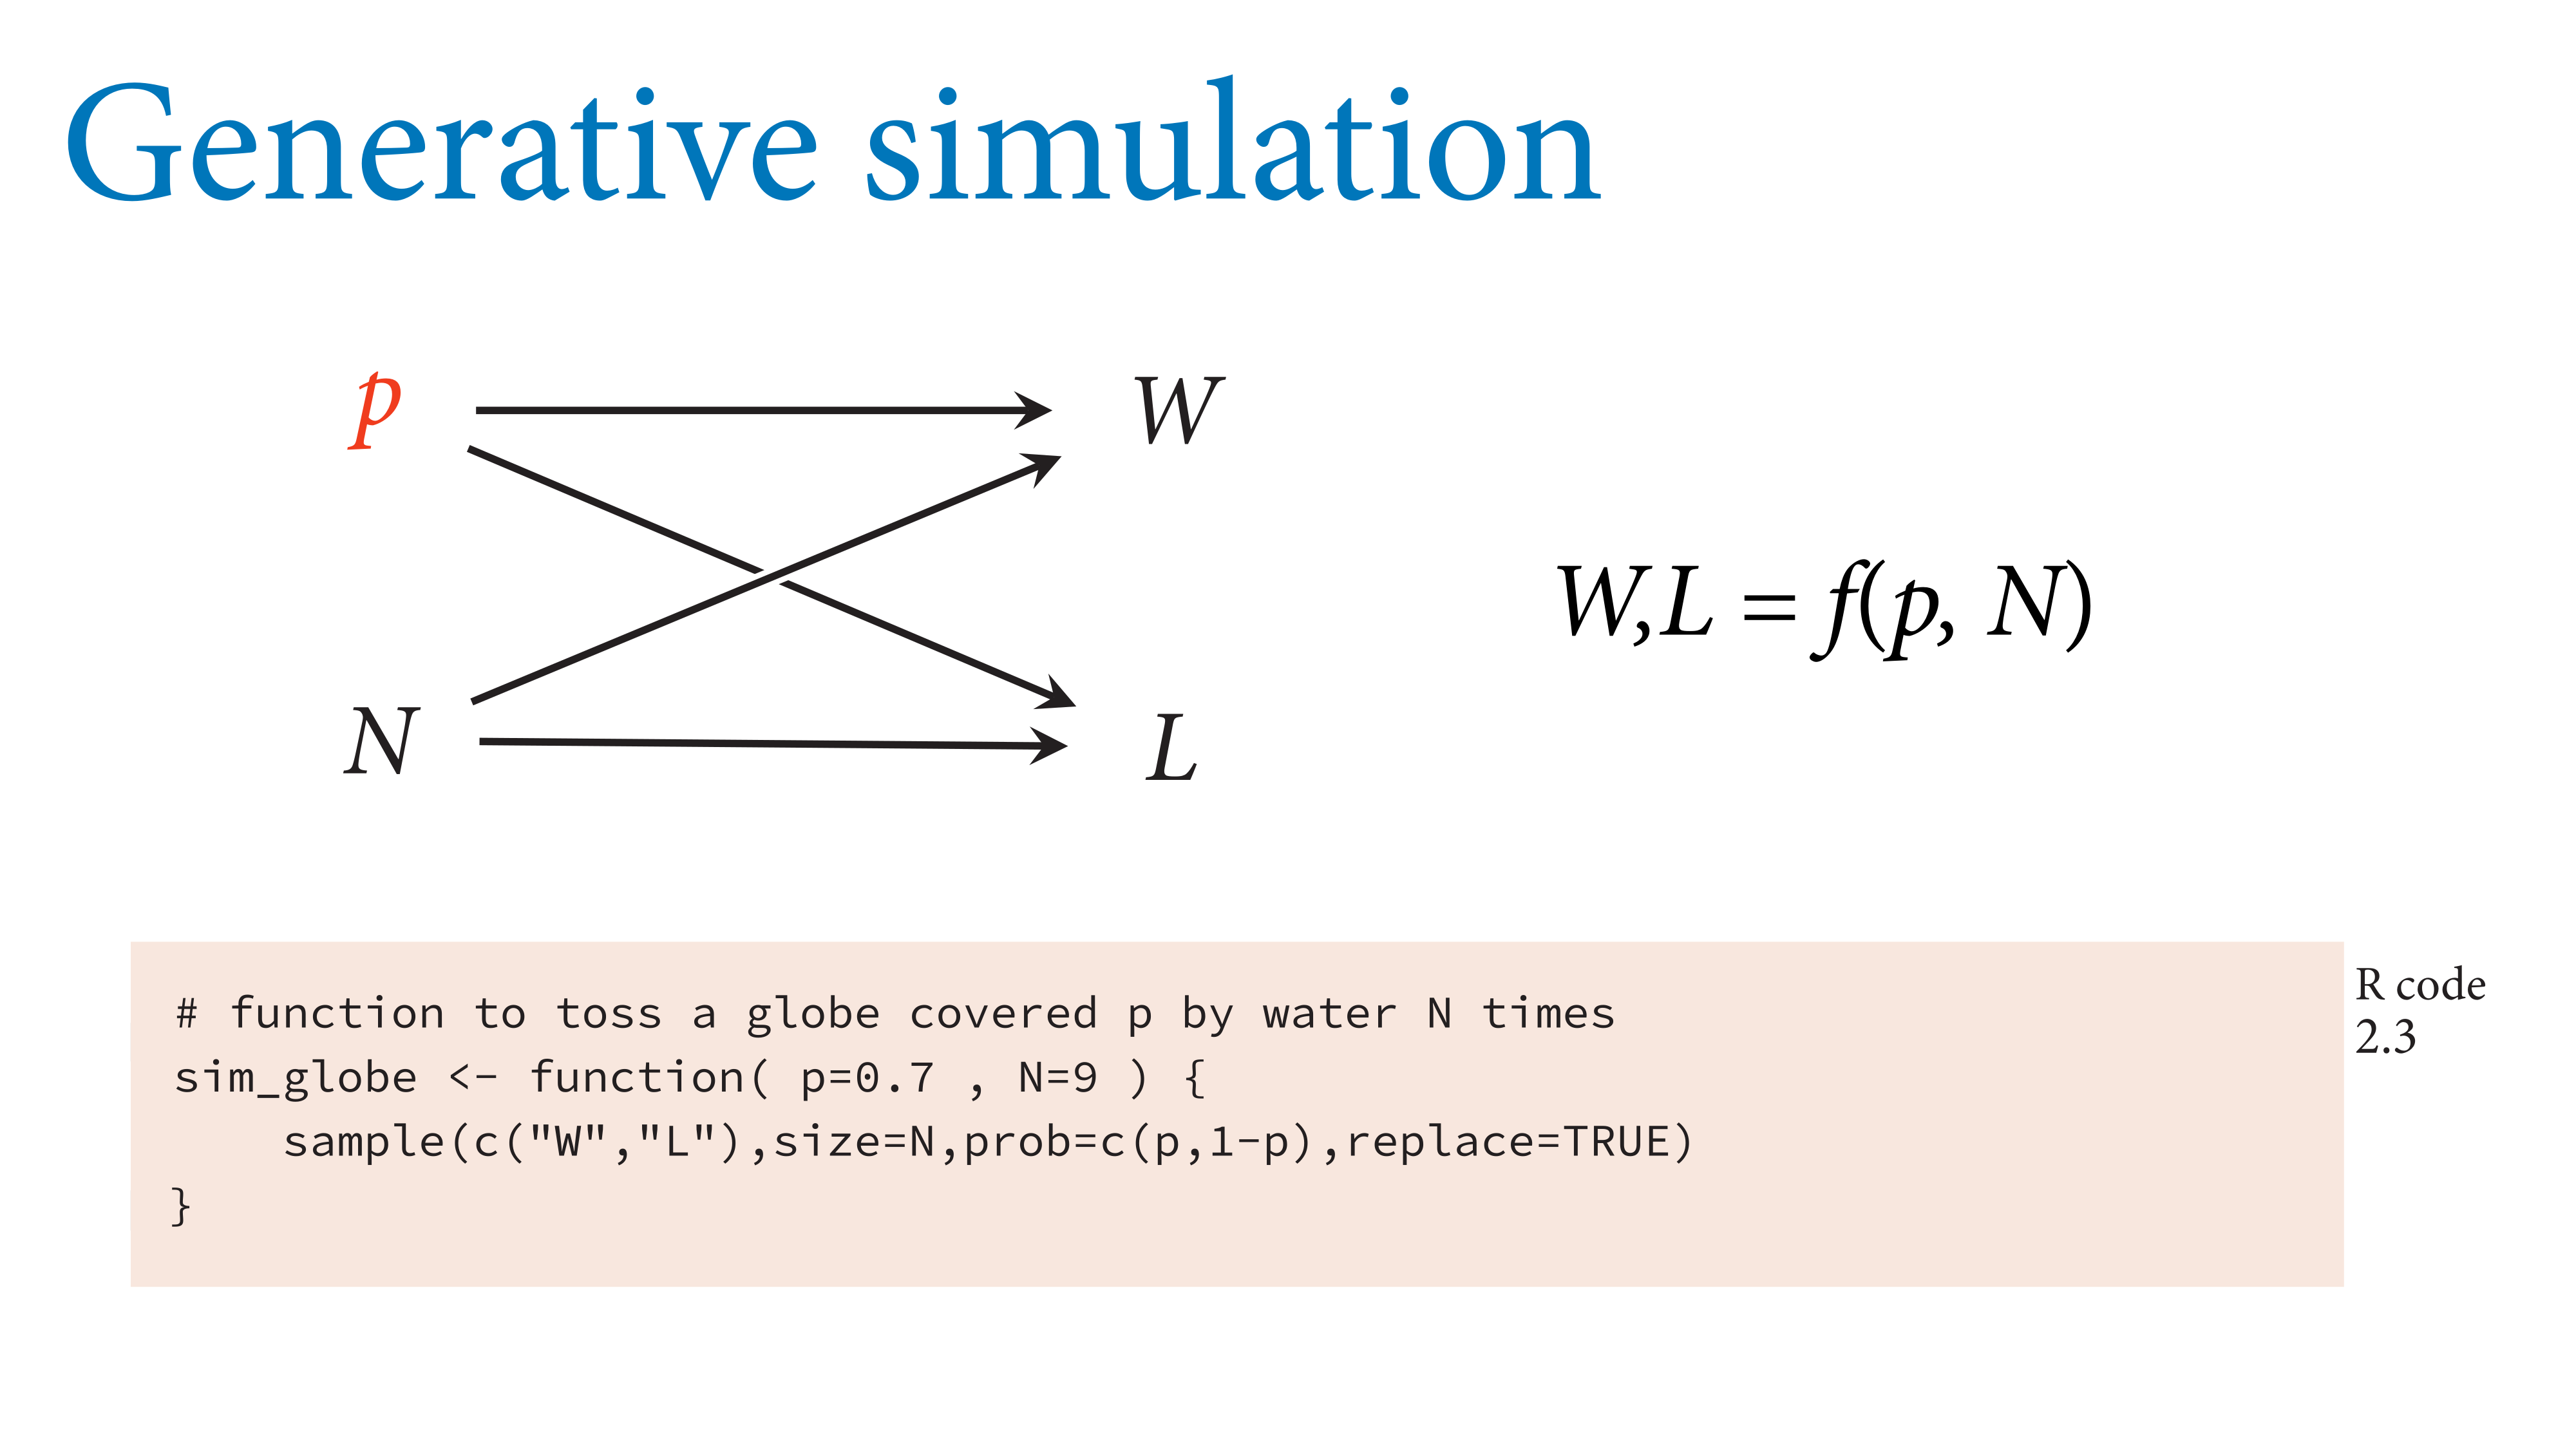 Generative simulation
p
W
N
L
W,L = f(p, N)
# function to toss a globe covered p by water N times
sim_globe <- function( p=0.7 , N=9 ) {
    sample(c("W","L"),size=N,prob=c(p,1-p),replace=TRUE)
}
R code
2.3